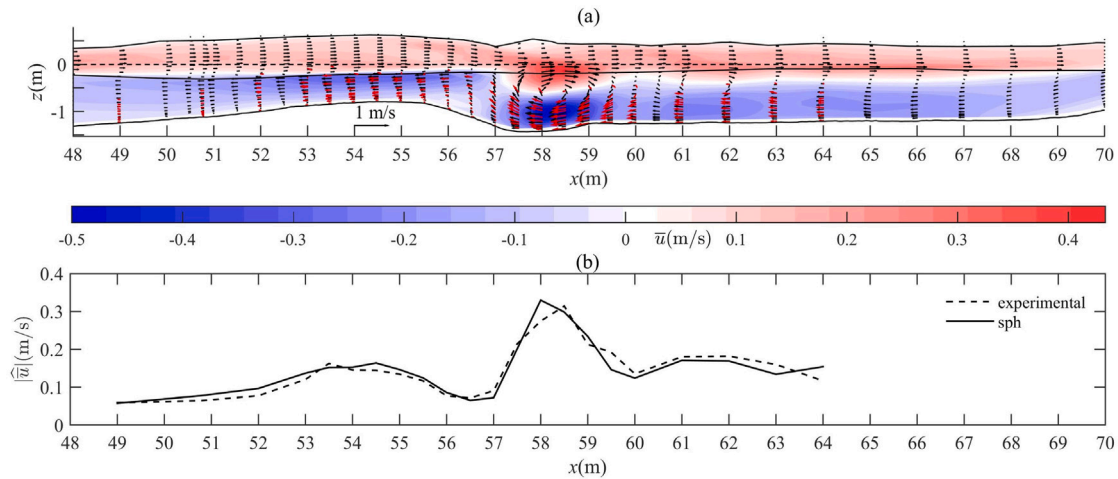 (a)
z(m)
0
-1
1 m/s
48 49 50 51 52 53 54 55 56 57 58 59 60 61 62 63 64 65 66 67 68 69 70
x(m)
-0.5 -0.4 -0.3 -0.2 -0.1 0 u̅(m/s) 0.1 0.2 0.3 0.4
(b)
0.4
0.3
0.2
0.1
0
|û̅|(m/s)
experimental
sph
48 49 50 51 52 53 54 55 56 57 58 59 60 61 62 63 64 65 66 67 68 69 70
x(m)